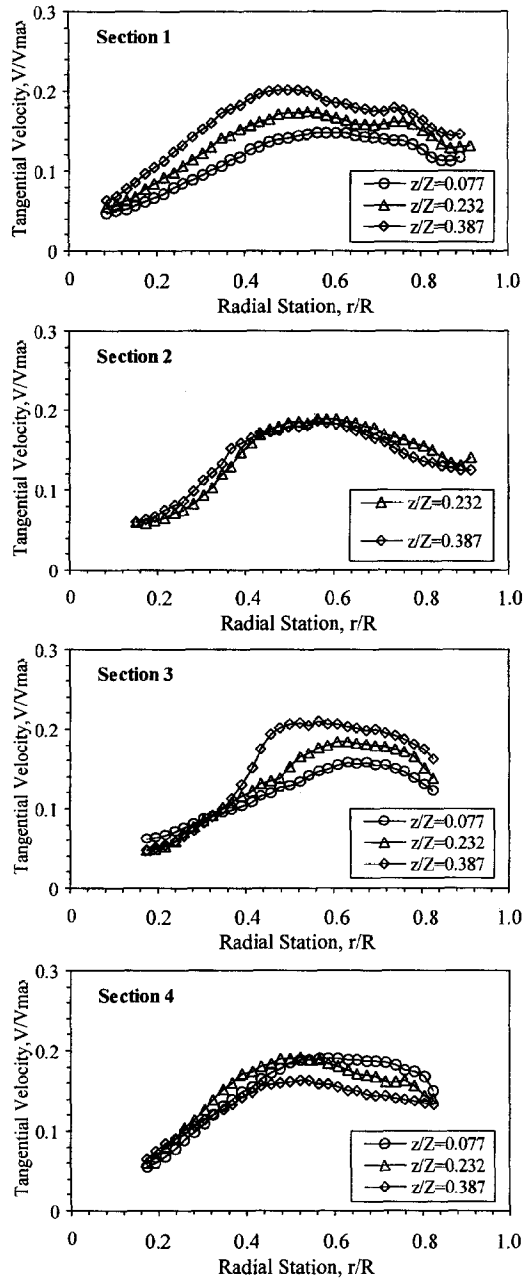 0.3
Section 1
0.2
0.1
0
Tangential Velocity,V/Vmax
z/Z=0.077
z/Z=0.232
z/Z=0.387
0 0.2 0.4 0.6 0.8 1.0
Radial Station, r/R
0.3
Section 2
0.2
0.1
0
Tangential Velocity,V/Vmax
z/Z=0.232
z/Z=0.387
0 0.2 0.4 0.6 0.8 1.0
Radial Station, r/R
0.3
Section 3
0.2
0.1
0
Tangential Velocity,V/Vmax
z/Z=0.077
z/Z=0.232
z/Z=0.387
0 0.2 0.4 0.6 0.8 1.0
Radial Station, r/R
0.3
Section 4
0.2
0.1
0
Tangential Velocity,V/Vmax
z/Z=0.077
z/Z=0.232
z/Z=0.387
0 0.2 0.4 0.6 0.8 1.0
Radial Station, r/R